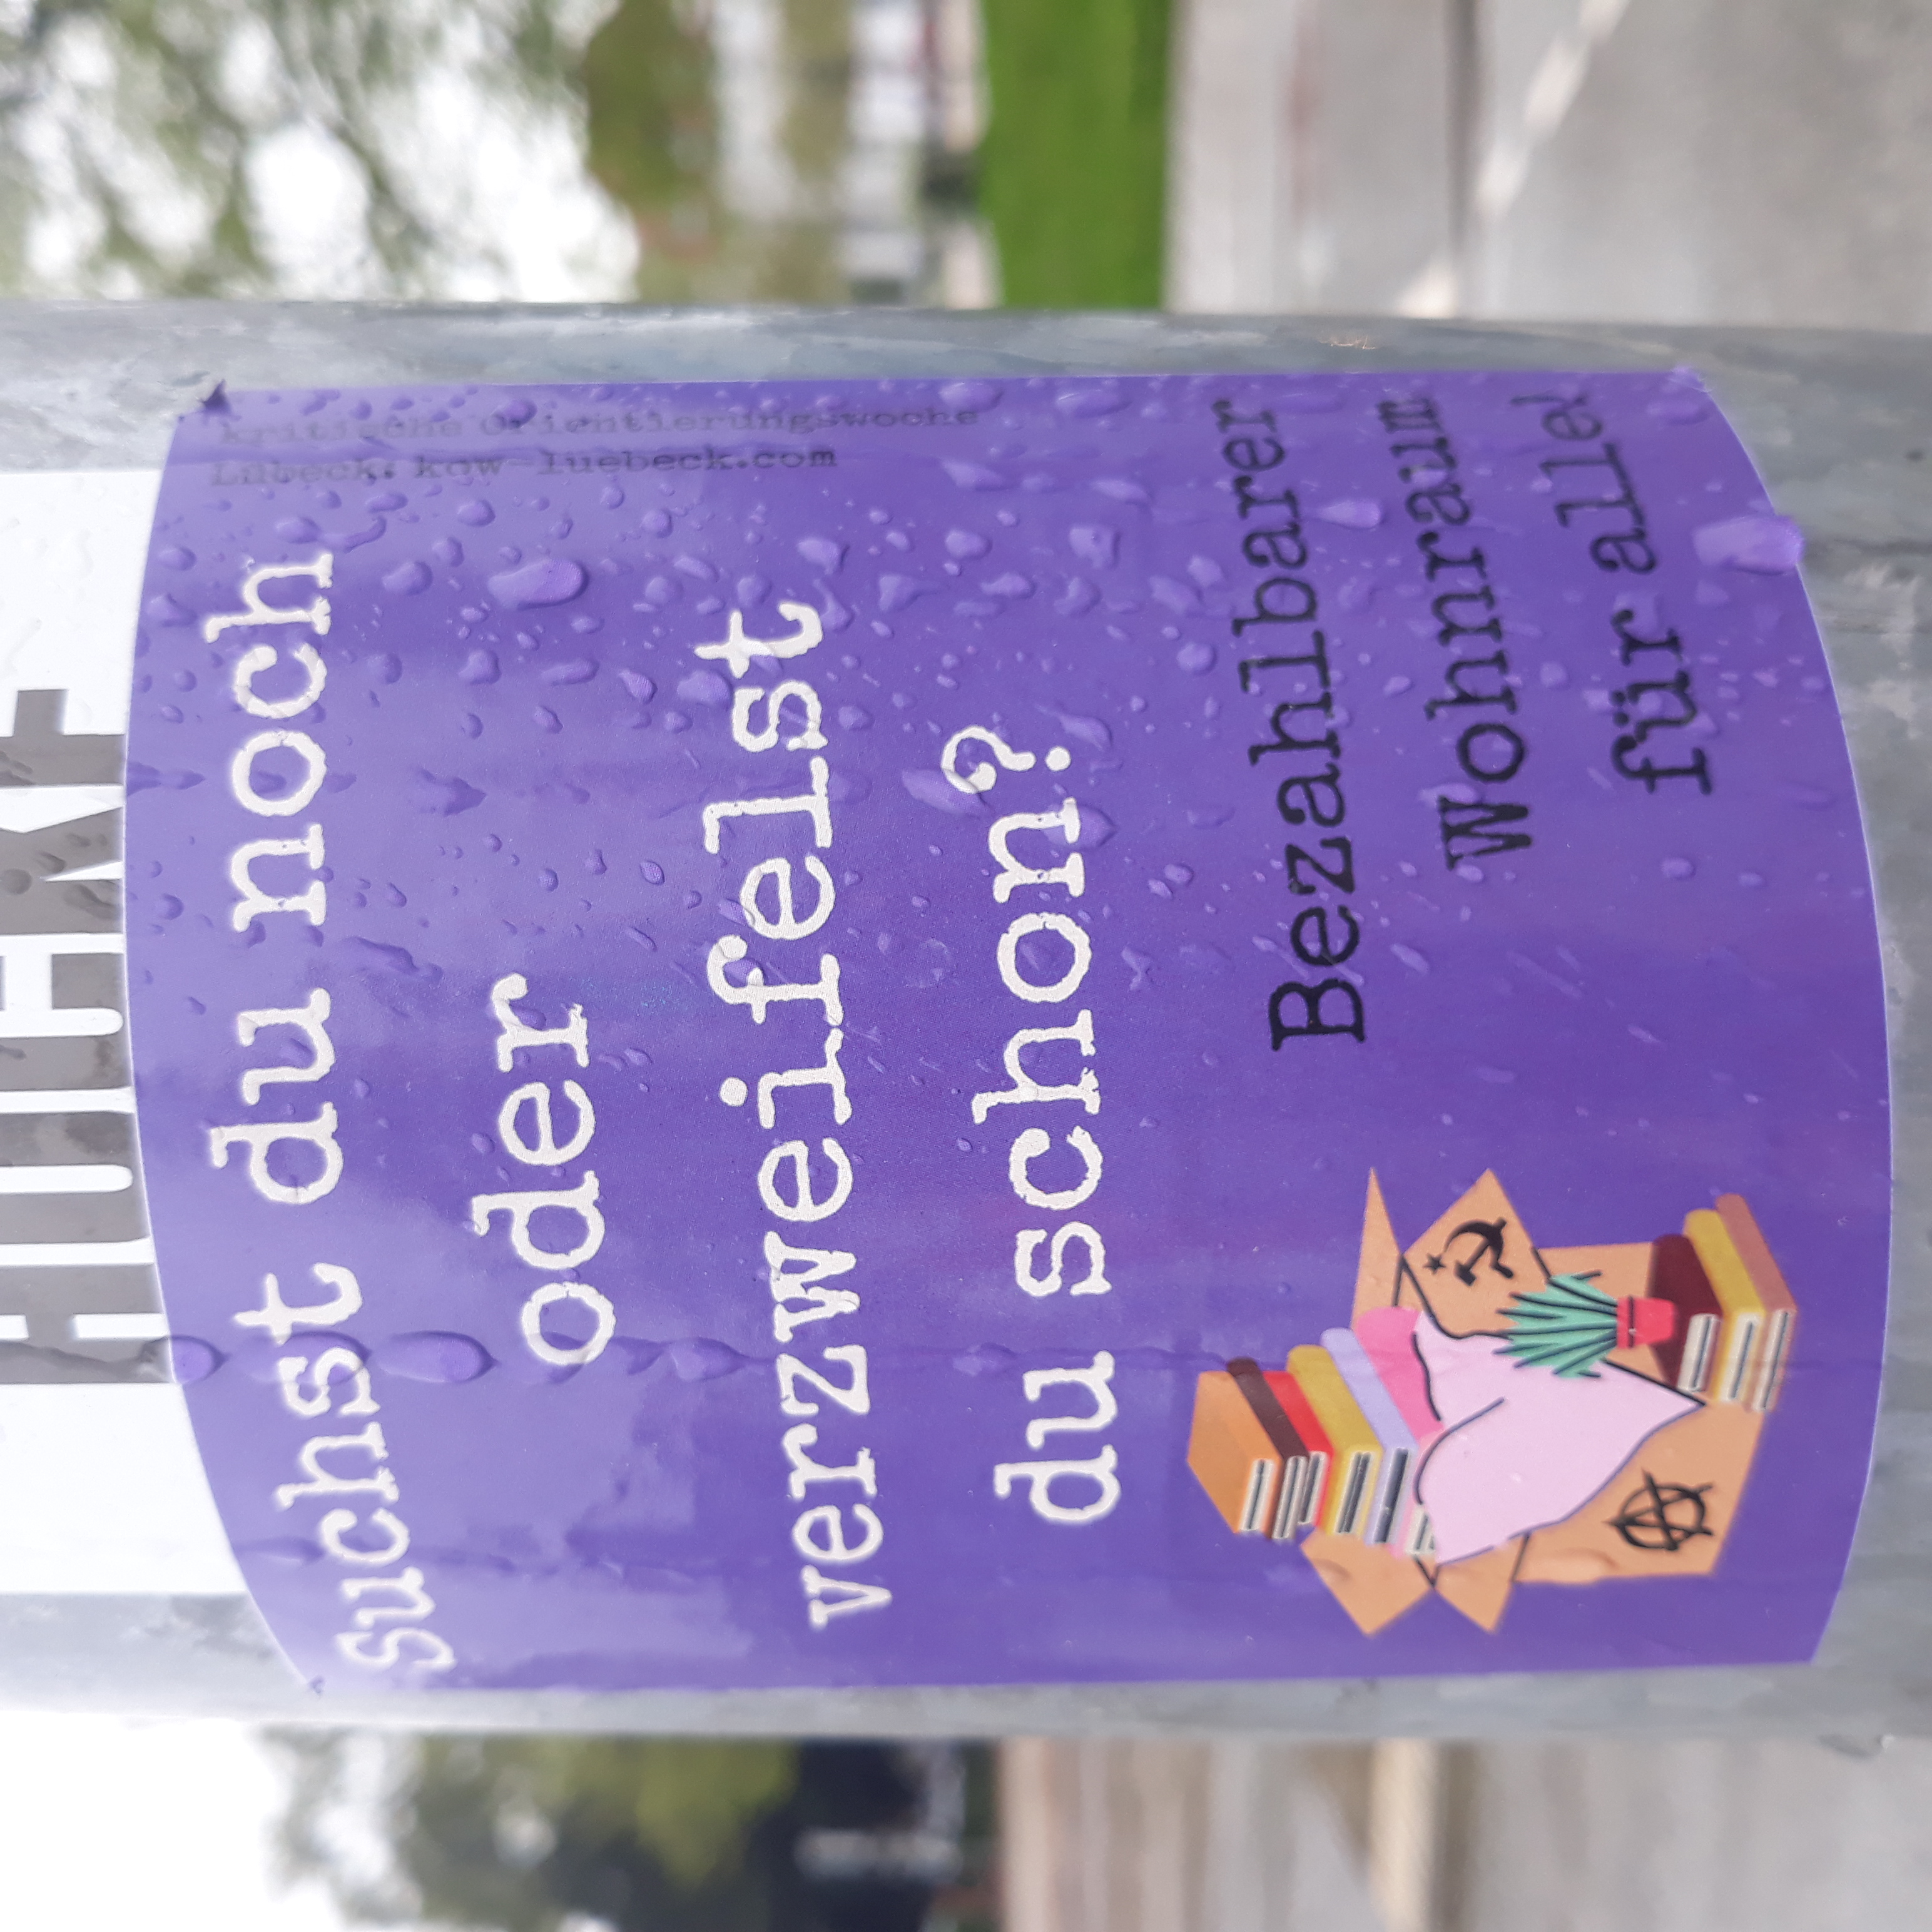 kritische Orientierungswoche
Lübeck: kow-luebeck.com
Suchst du noch
oder
verzweifelst
du schon?
Bezahlbarer
Wohnraum
für alle!